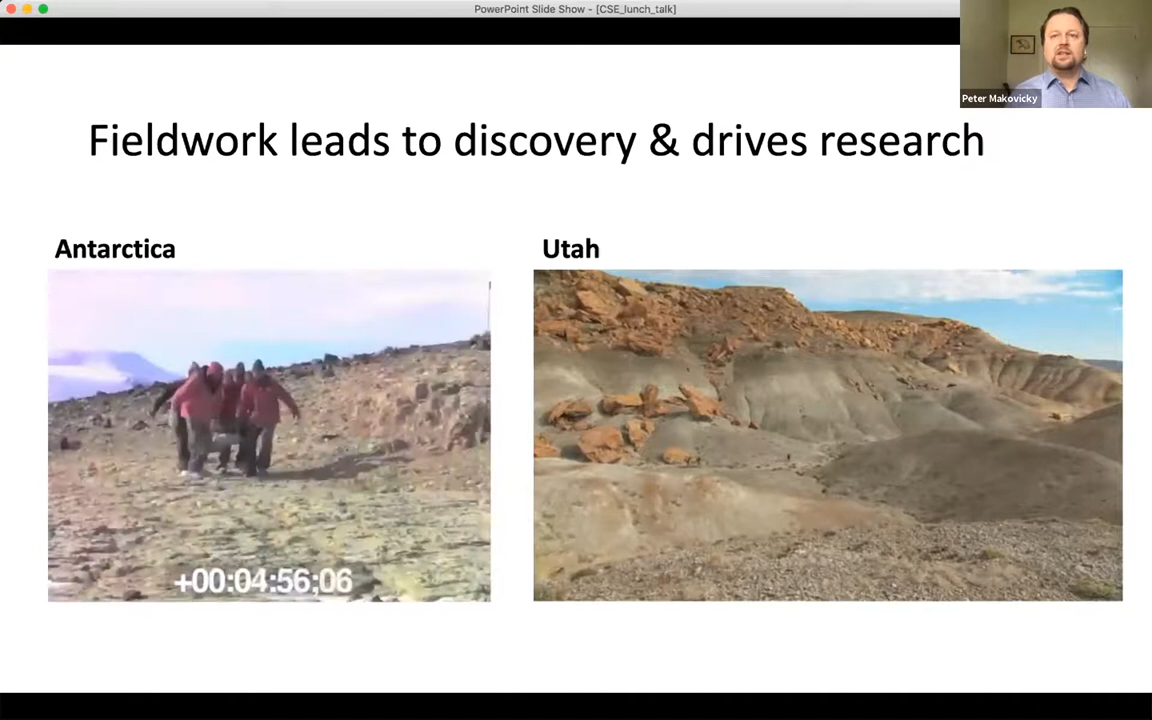 PowerPoint Slide Show - [CSE_lunch_talk]
Peter Makovicky
Fieldwork leads to discovery & drives research
Antarctica
Utah
+00:04:56;06